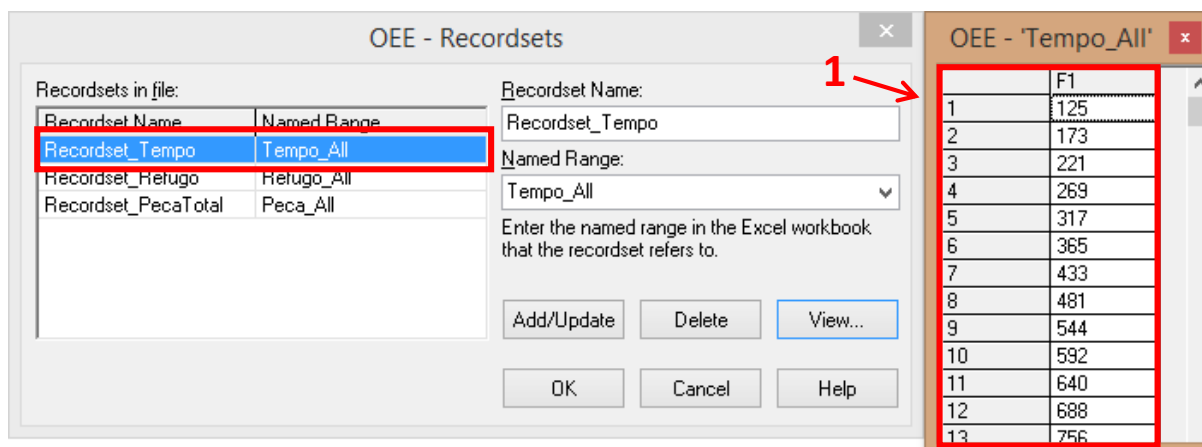 OEE - Recordsets
×
Recordsets in file:
Recordset Name Named Range
Recordset_Tempo Tempo_All
Recordset_Refugo Refugo_All
Recordset_PecaTotal Peca_All
Recordset Name:
Recordset_Tempo
Named Range:
Tempo_All
Enter the named range in the Excel workbook
that the recordset refers to.
Add/Update Delete View...
OK Cancel Help
1
OEE - 'Tempo_All'
x
F1
1 125
2 173
3 221
4 269
5 317
6 365
7 433
8 481
9 544
10 592
11 640
12 688
13 756